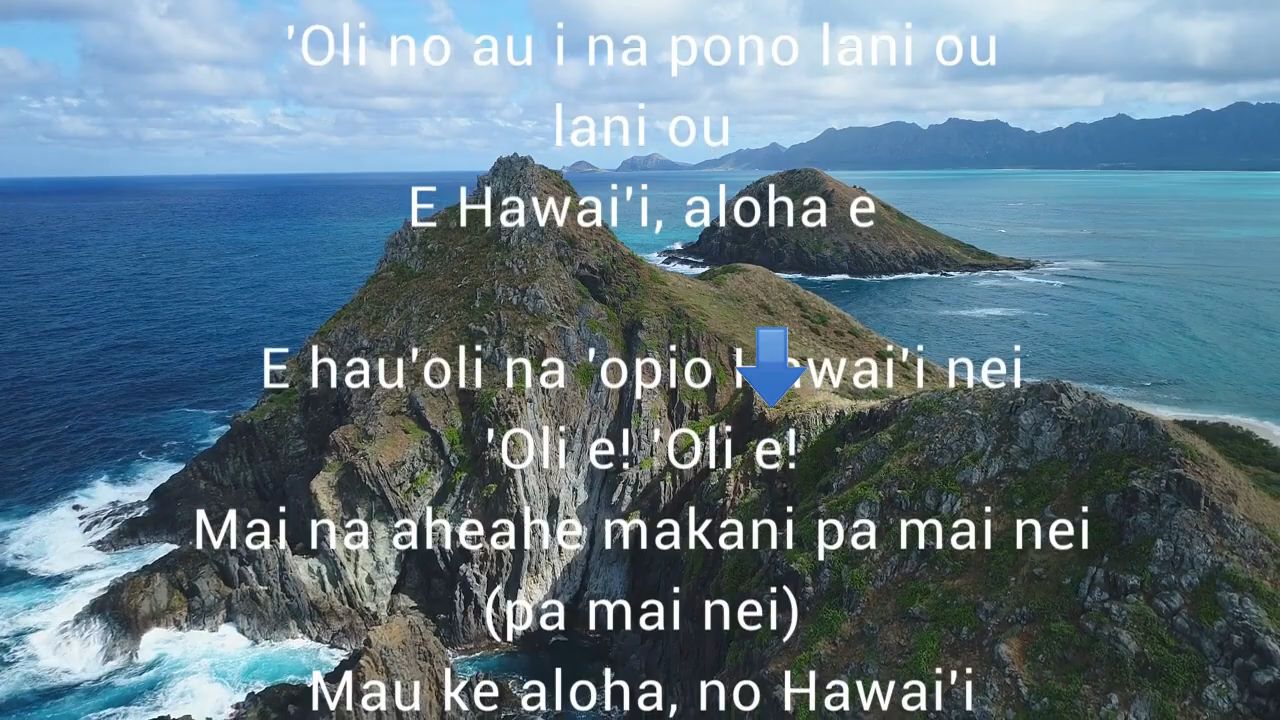 'Oli no au i na pono lani ou
lani ou
E Hawai'i, aloha e
E hau'oli na 'opio Hawai'i nei
'Oli e! 'Oli e!
Mai na aheahe makani pa mai nei
(pa mai nei)
Mau ke aloha, no Hawai'i